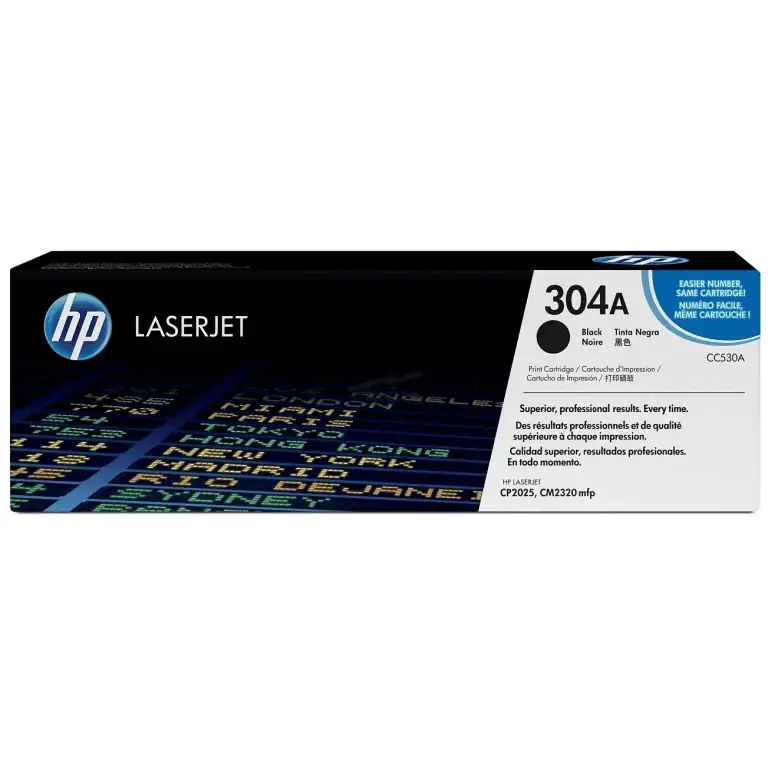 hp
hp
LASERJET
304A
Black Tinta Negra
Noire 黑色
EASIER NUMBER,
SAME CARTRIDGE!
NUMÉRO FACILE,
MÊME CARTOUCHE !
CC530A
Print Cartridge / Cartouche d'Impression /
Cartucho de Impresión / 打印硒鼓
Superior, professional results. Every time.
Des résultats professionnels et de qualité
supérieure à chaque impression.
Calidad superior, resultados profesionales.
En todo momento.
HP LASERJET
CP2025, CM2320 mfp
LOS ANGELES
LONDON
MIAMI
PARIS
TOKYO
HONG KONG
NEW YORK
MADRID
RIO DE JANEI
SYDNEY